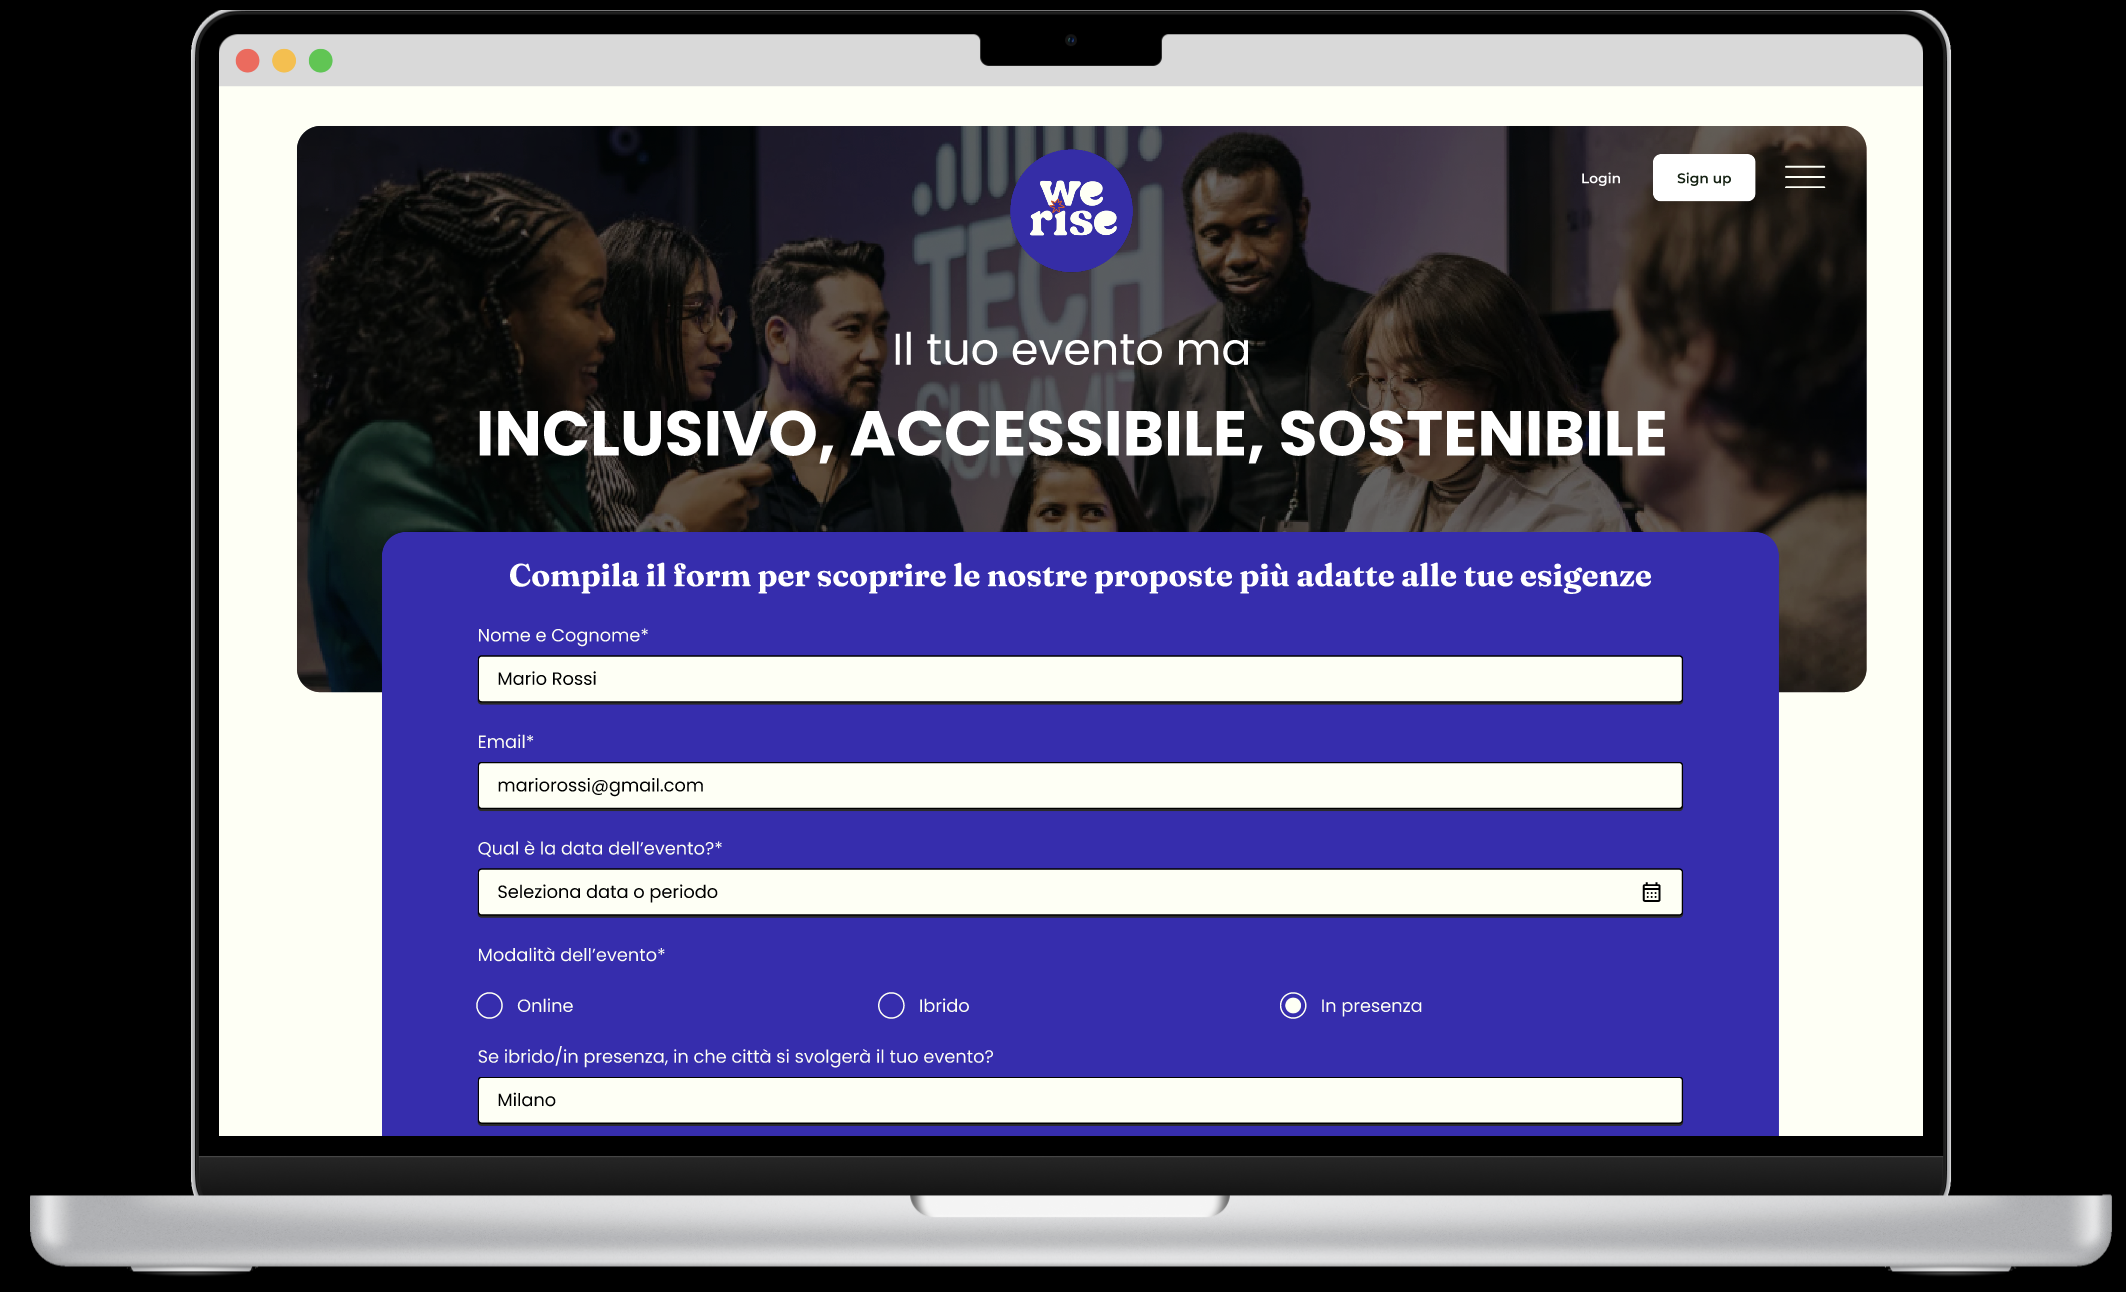 we
rise
Login
Sign up
TECH
SUMMIT
Il tuo evento ma
INCLUSIVO, ACCESSIBILE, SOSTENIBILE
Compila il form per scoprire le nostre proposte più adatte alle tue esigenze
Nome e Cognome*
Mario Rossi
Email*
mariorossi@gmail.com
Qual è la data dell'evento?*
Seleziona data o periodo
Modalità dell'evento*
Online
Ibrido
In presenza
Se ibrido/in presenza, in che città si svolgerà il tuo evento?
Milano